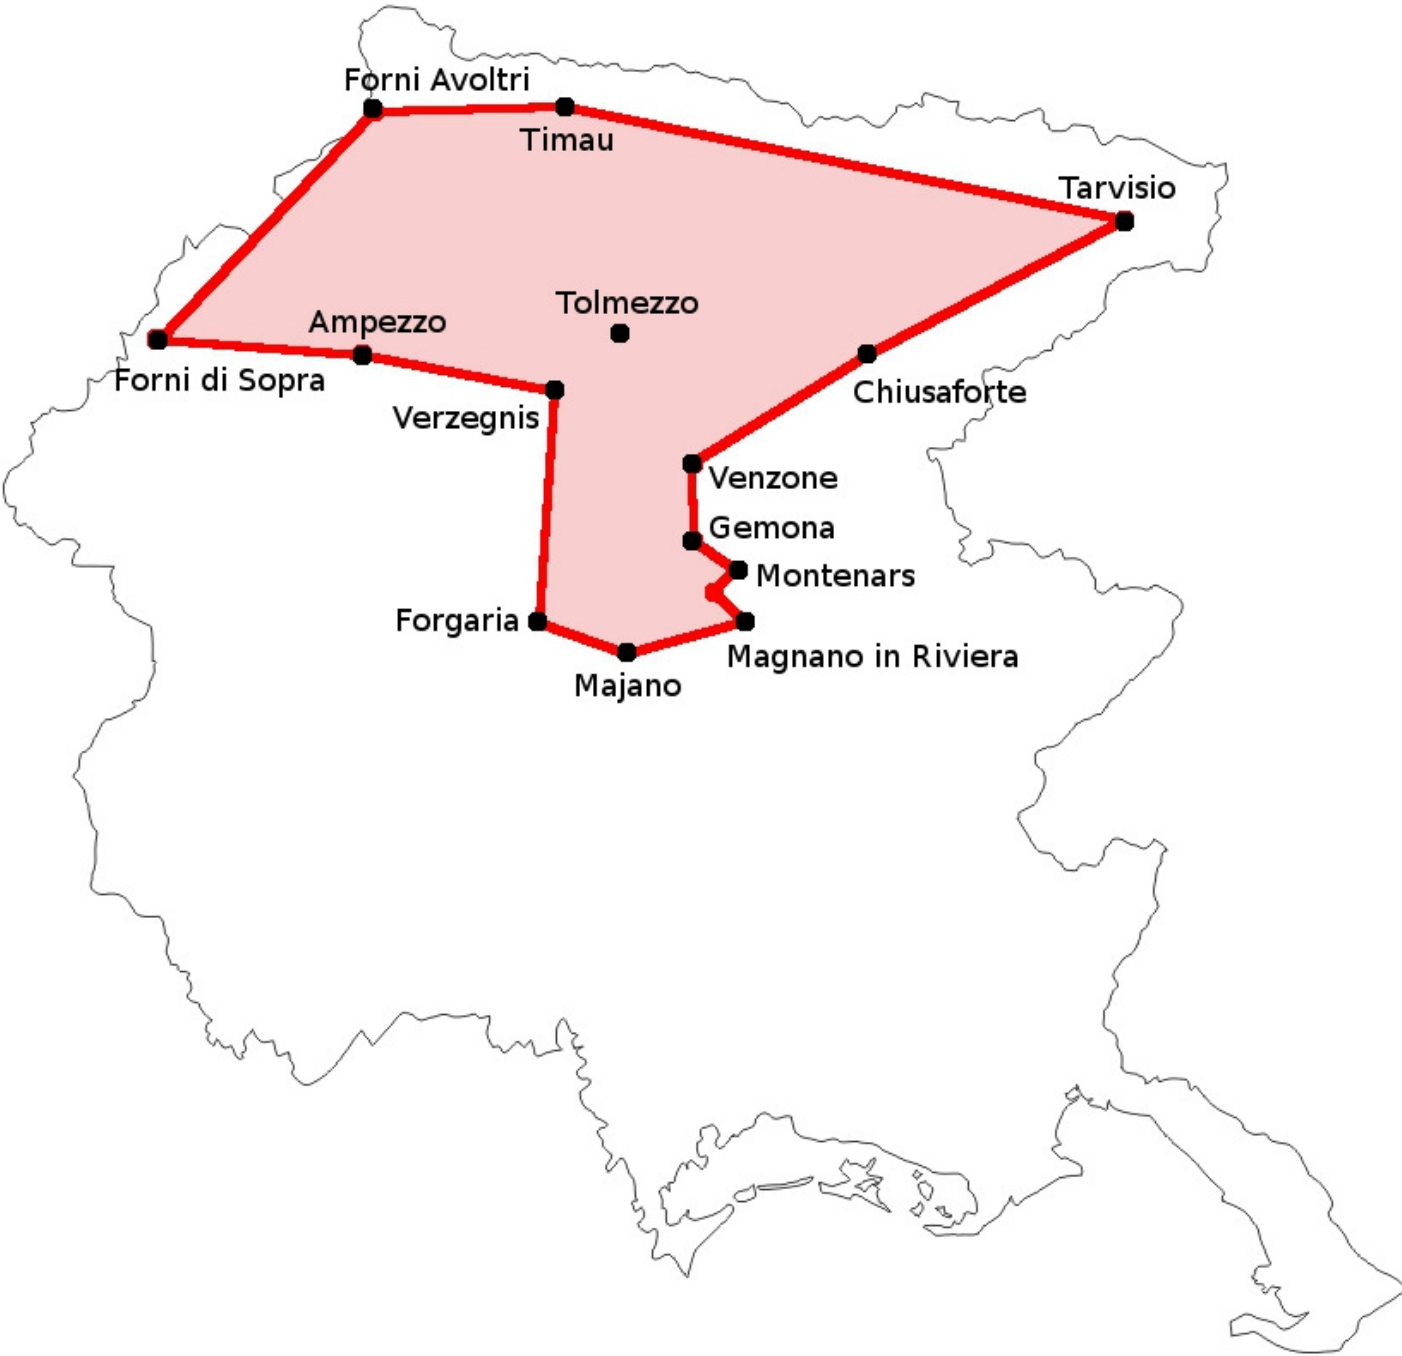 Forni Avoltri
Timau
Tarvisio
Tolmezzo
Ampezzo
Forni di Sopra
Chiusaforte
Verzegnis
Venzone
Gemona
Montenars
Forgaria
Magnano in Riviera
Majano